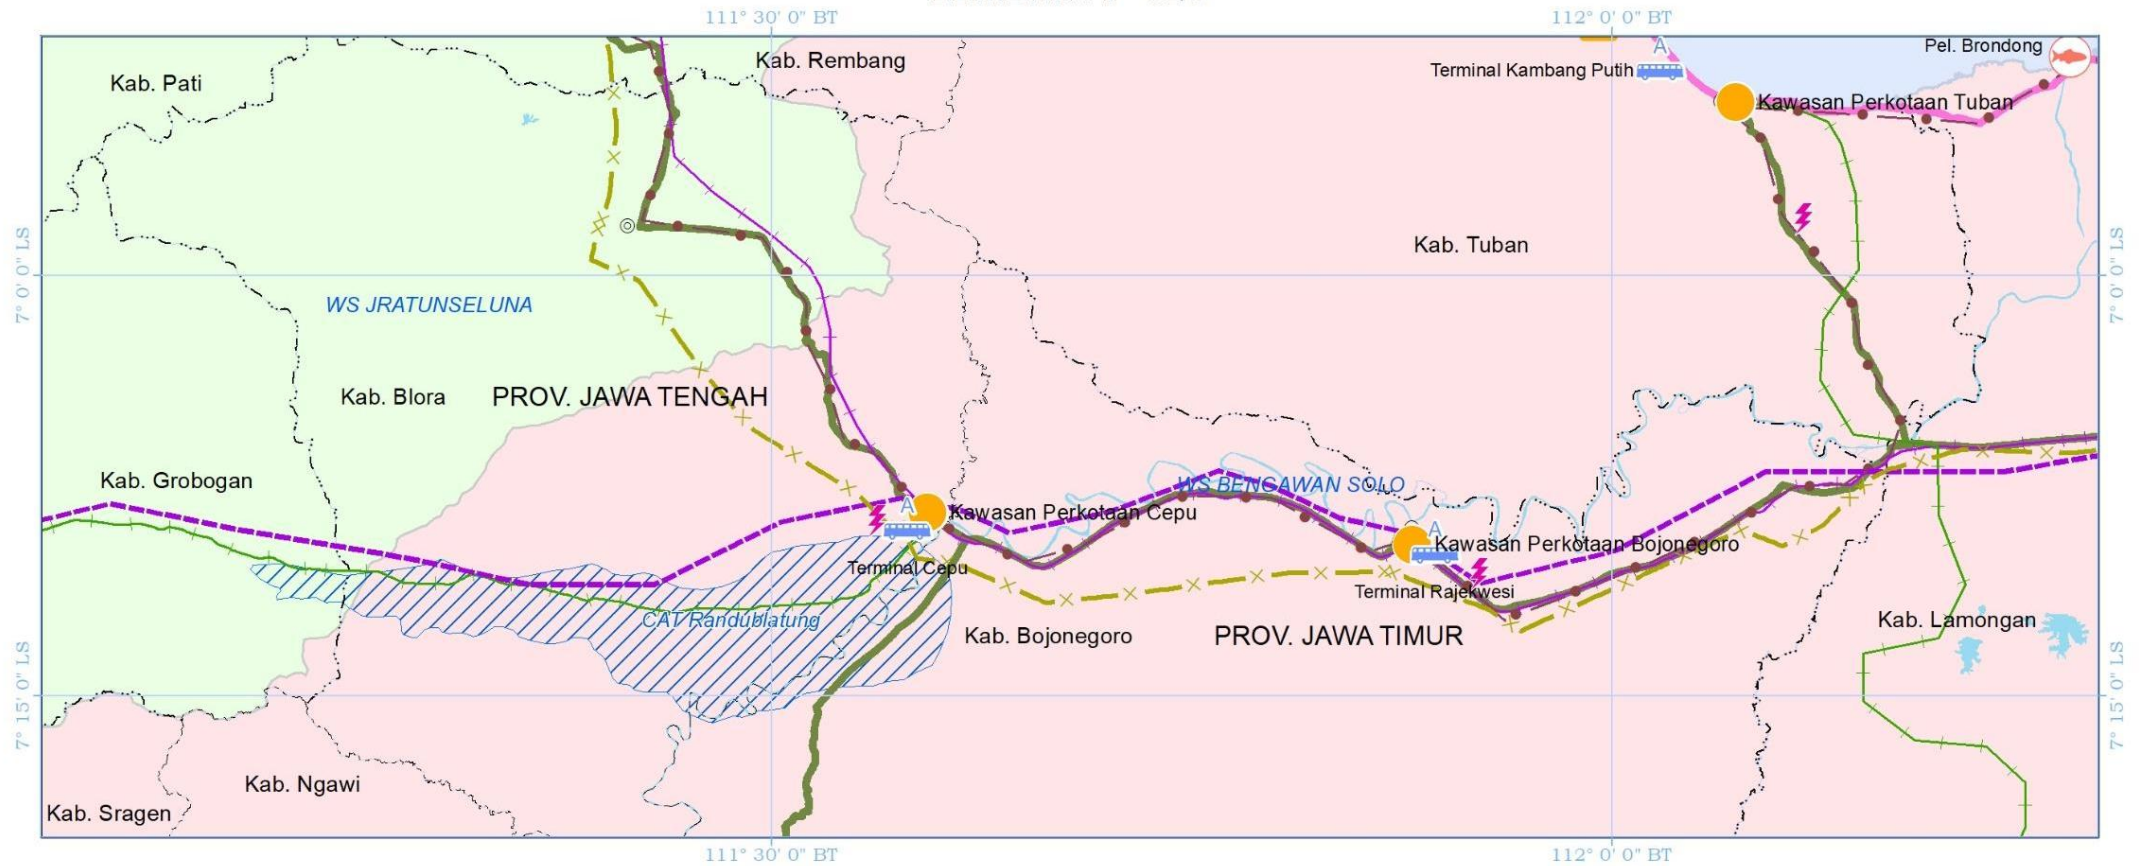 111° 30' 0" BT
112° 0' 0" BT
Pel. Brondong
A
Kab. Rembang
Terminal Kambang Putih
Kab. Pati
Kawasan Perkotaan Tuban
Kab. Tuban
7° 0' 0" LS
7° 0' 0" LS
WS JRATUNSELUNA
Kab. Blora
PROV. JAWA TENGAH
Kab. Grobogan
WS BENGAWAN SOLO
A
Kawasan Perkotaan Cepu
A
Kawasan Perkotaan Bojonegoro
Terminal Cepu
Terminal Rajekwesi
CAT Randublatung
Kab. Bojonegoro
PROV. JAWA TIMUR
Kab. Lamongan
7° 15' 0" LS
7° 15' 0" LS
Kab. Ngawi
Kab. Sragen
111° 30' 0" BT
112° 0' 0" BT